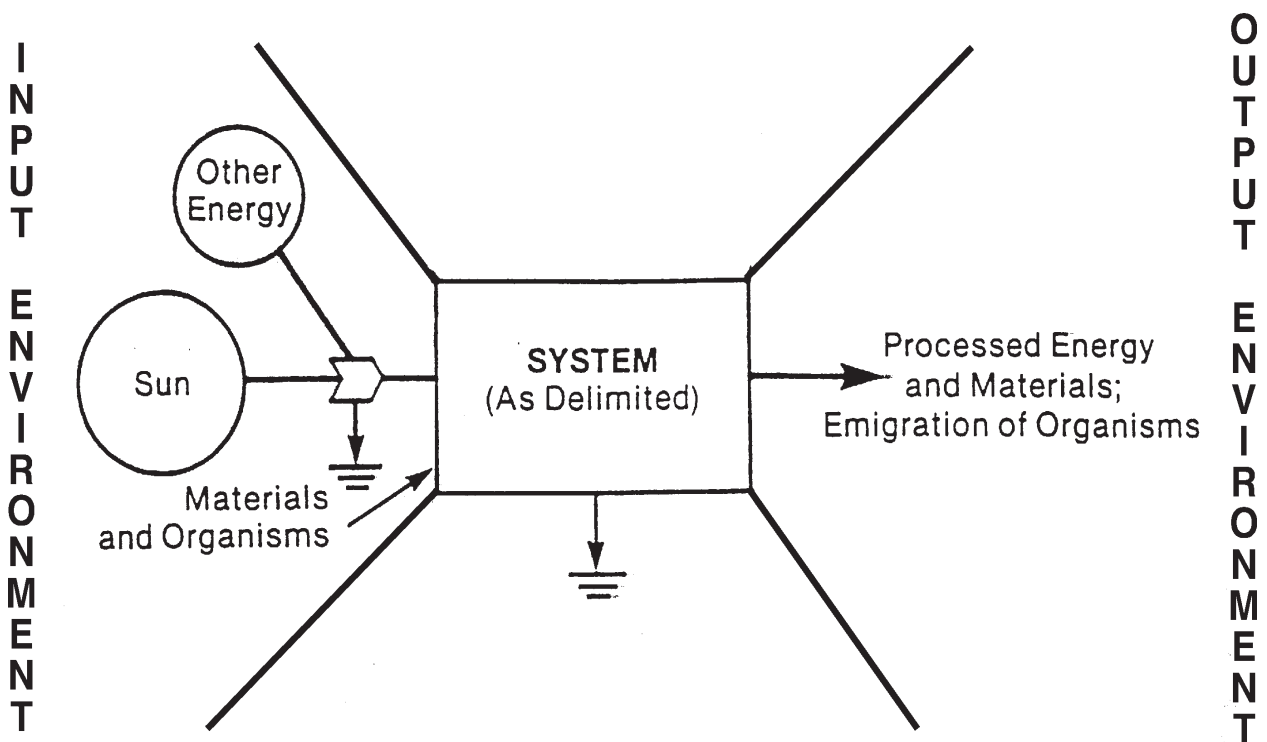 INPUT ENVIRONMENT
Other
Energy
Sun
Materials
and Organisms
SYSTEM
(As Delimited)
Processed Energy
and Materials;
Emigration of Organisms
OUTPUT ENVIRONMENT